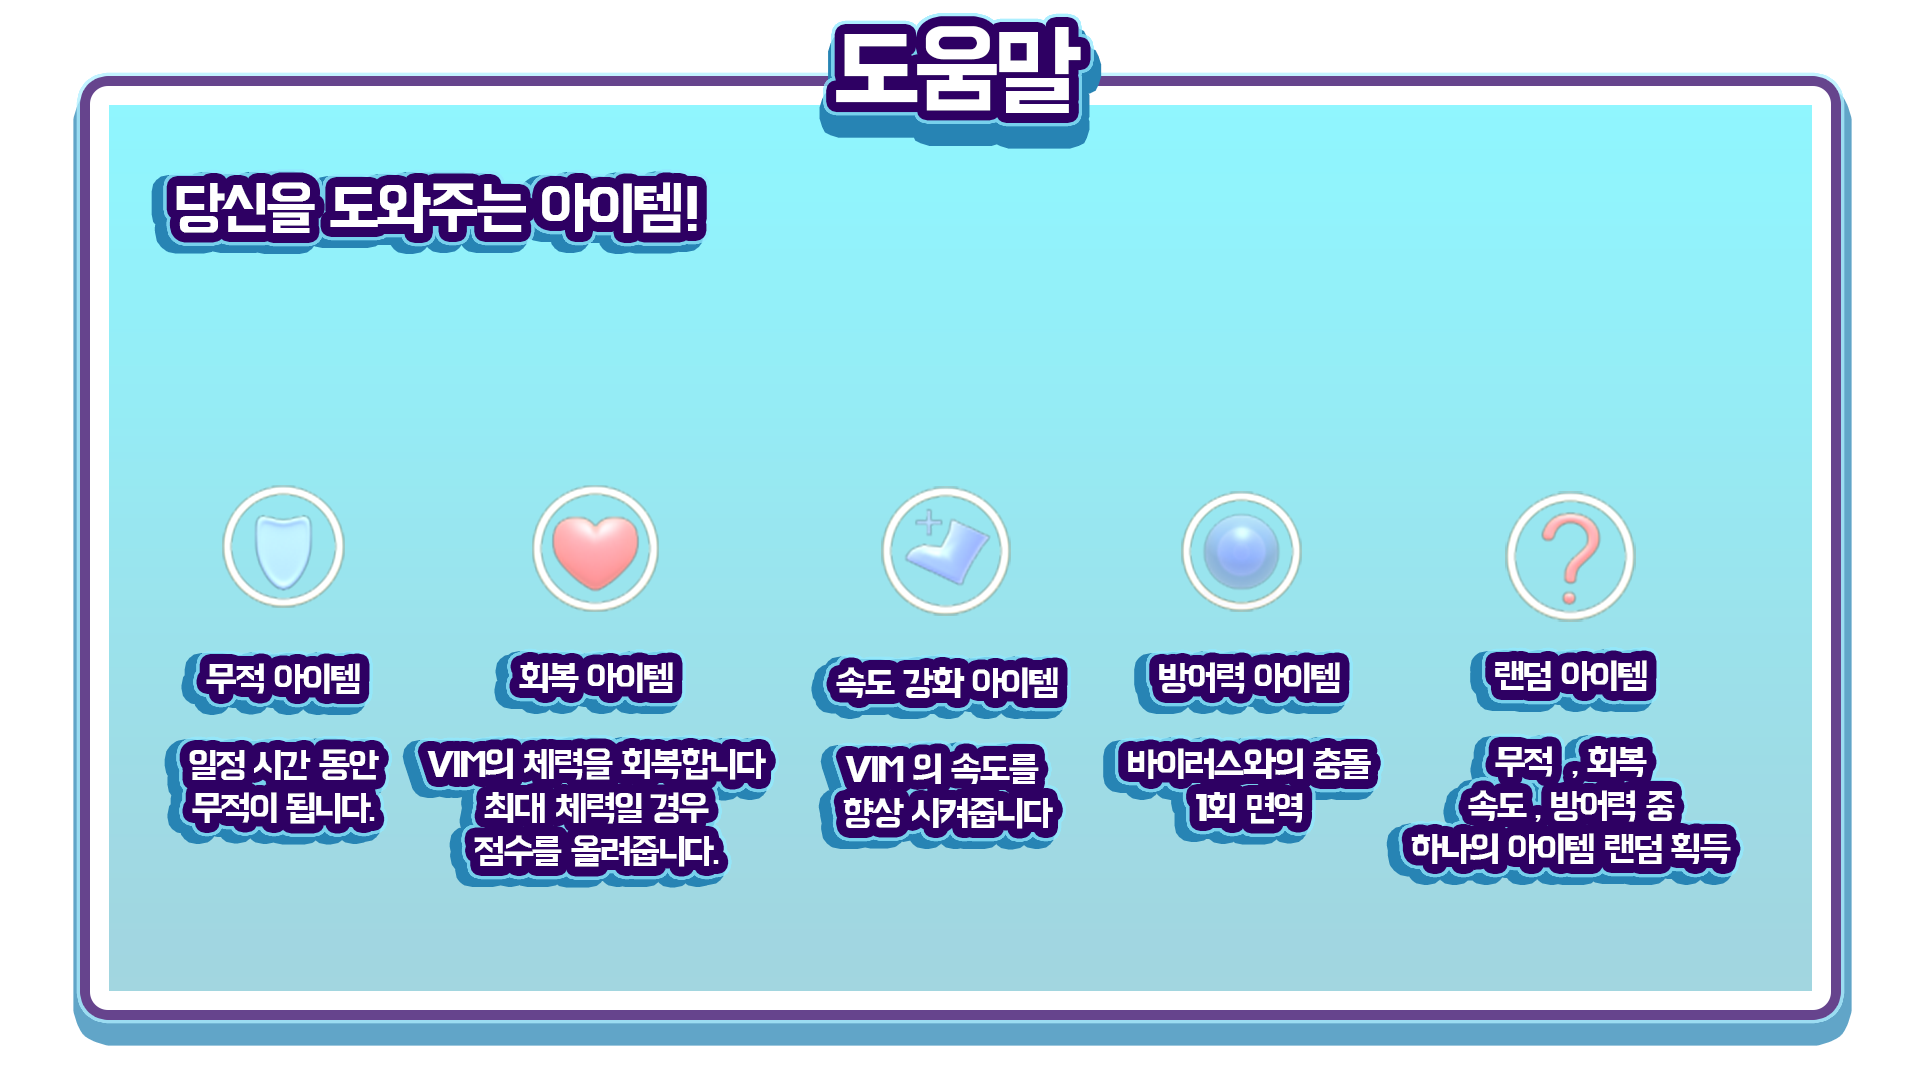 도움말
당신을 도와주는 아이템!
무적 아이템
일정 시간 동안
무적이 됩니다.
회복 아이템
VIM의 체력을 회복합니다
최대 체력일 경우
점수를 올려줍니다.
속도 강화 아이템
VIM 의 속도를
향상 시켜줍니다
방어력 아이템
바이러스와의 충돌
1회 면역
랜덤 아이템
무적 , 회복
속도 , 방어력 중
하나의 아이템 랜덤 획득